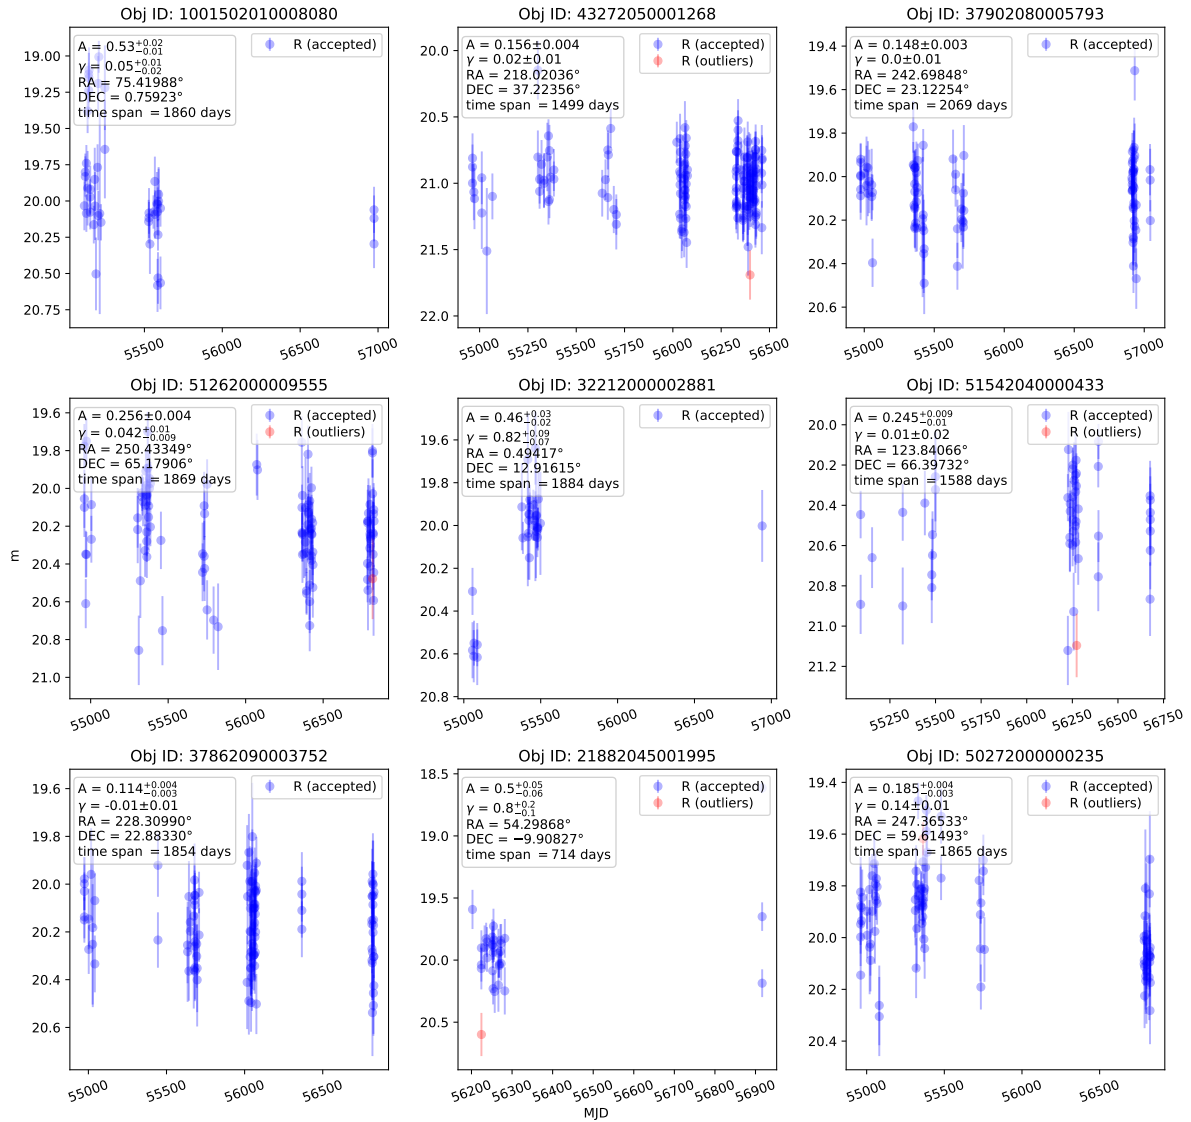 Obj ID: 1001502010008080
A = 0.53+0.02−0.01
γ = 0.05+0.01−0.02
RA = 75.41988°
DEC = 0.75923°
time span = 1860 days
R (accepted)
19.00
19.25
19.50
19.75
20.00
20.25
20.50
20.75
55500
56000
56500
57000
Obj ID: 43272050001268
A = 0.156±0.004
γ = 0.02±0.01
RA = 218.02036°
DEC = 37.22356°
time span = 1499 days
R (accepted)
R (outliers)
20.0
20.5
21.0
21.5
22.0
55000
55250
55500
55750
56000
56250
56500
Obj ID: 37902080005793
A = 0.148±0.003
γ = 0.0±0.01
RA = 242.69848°
DEC = 23.12254°
time span = 2069 days
R (accepted)
19.4
19.6
19.8
20.0
20.2
20.4
20.6
55000
55500
56000
56500
57000
Obj ID: 51262000009555
A = 0.256±0.004
γ = 0.042+0.01−0.009
RA = 250.43349°
DEC = 65.17906°
time span = 1869 days
R (accepted)
R (outliers)
19.6
19.8
20.0
20.2
20.4
20.6
20.8
21.0
m
55000
55500
56000
56500
Obj ID: 32212000002881
A = 0.46+0.03−0.02
γ = 0.82+0.09−0.07
RA = 0.49417°
DEC = 12.91615°
time span = 1884 days
R (accepted)
19.6
19.8
20.0
20.2
20.4
20.6
20.8
55000
55500
56000
56500
57000
Obj ID: 51542040000433
A = 0.245+0.009−0.01
γ = 0.01±0.02
RA = 123.84066°
DEC = 66.39732°
time span = 1588 days
R (accepted)
R (outliers)
20.0
20.2
20.4
20.6
20.8
21.0
21.2
55250
55500
55750
56000
56250
56500
56750
Obj ID: 37862090003752
A = 0.114+0.004−0.003
γ = -0.01±0.01
RA = 228.30990°
DEC = 22.88330°
time span = 1854 days
R (accepted)
19.6
19.8
20.0
20.2
20.4
20.6
55000
55500
56000
56500
Obj ID: 21882045001995
A = 0.5+0.05−0.06
γ = 0.8+0.2−0.1
RA = 54.29868°
DEC = −9.90827°
time span = 714 days
R (accepted)
R (outliers)
18.5
19.0
19.5
20.0
20.5
56200
56300
56400
56500
56600
56700
56800
56900
MJD
Obj ID: 50272000000235
A = 0.185+0.004−0.003
γ = 0.14±0.01
RA = 247.36533°
DEC = 59.61493°
time span = 1865 days
R (accepted)
R (outliers)
19.4
19.6
19.8
20.0
20.2
20.4
55000
55500
56000
56500